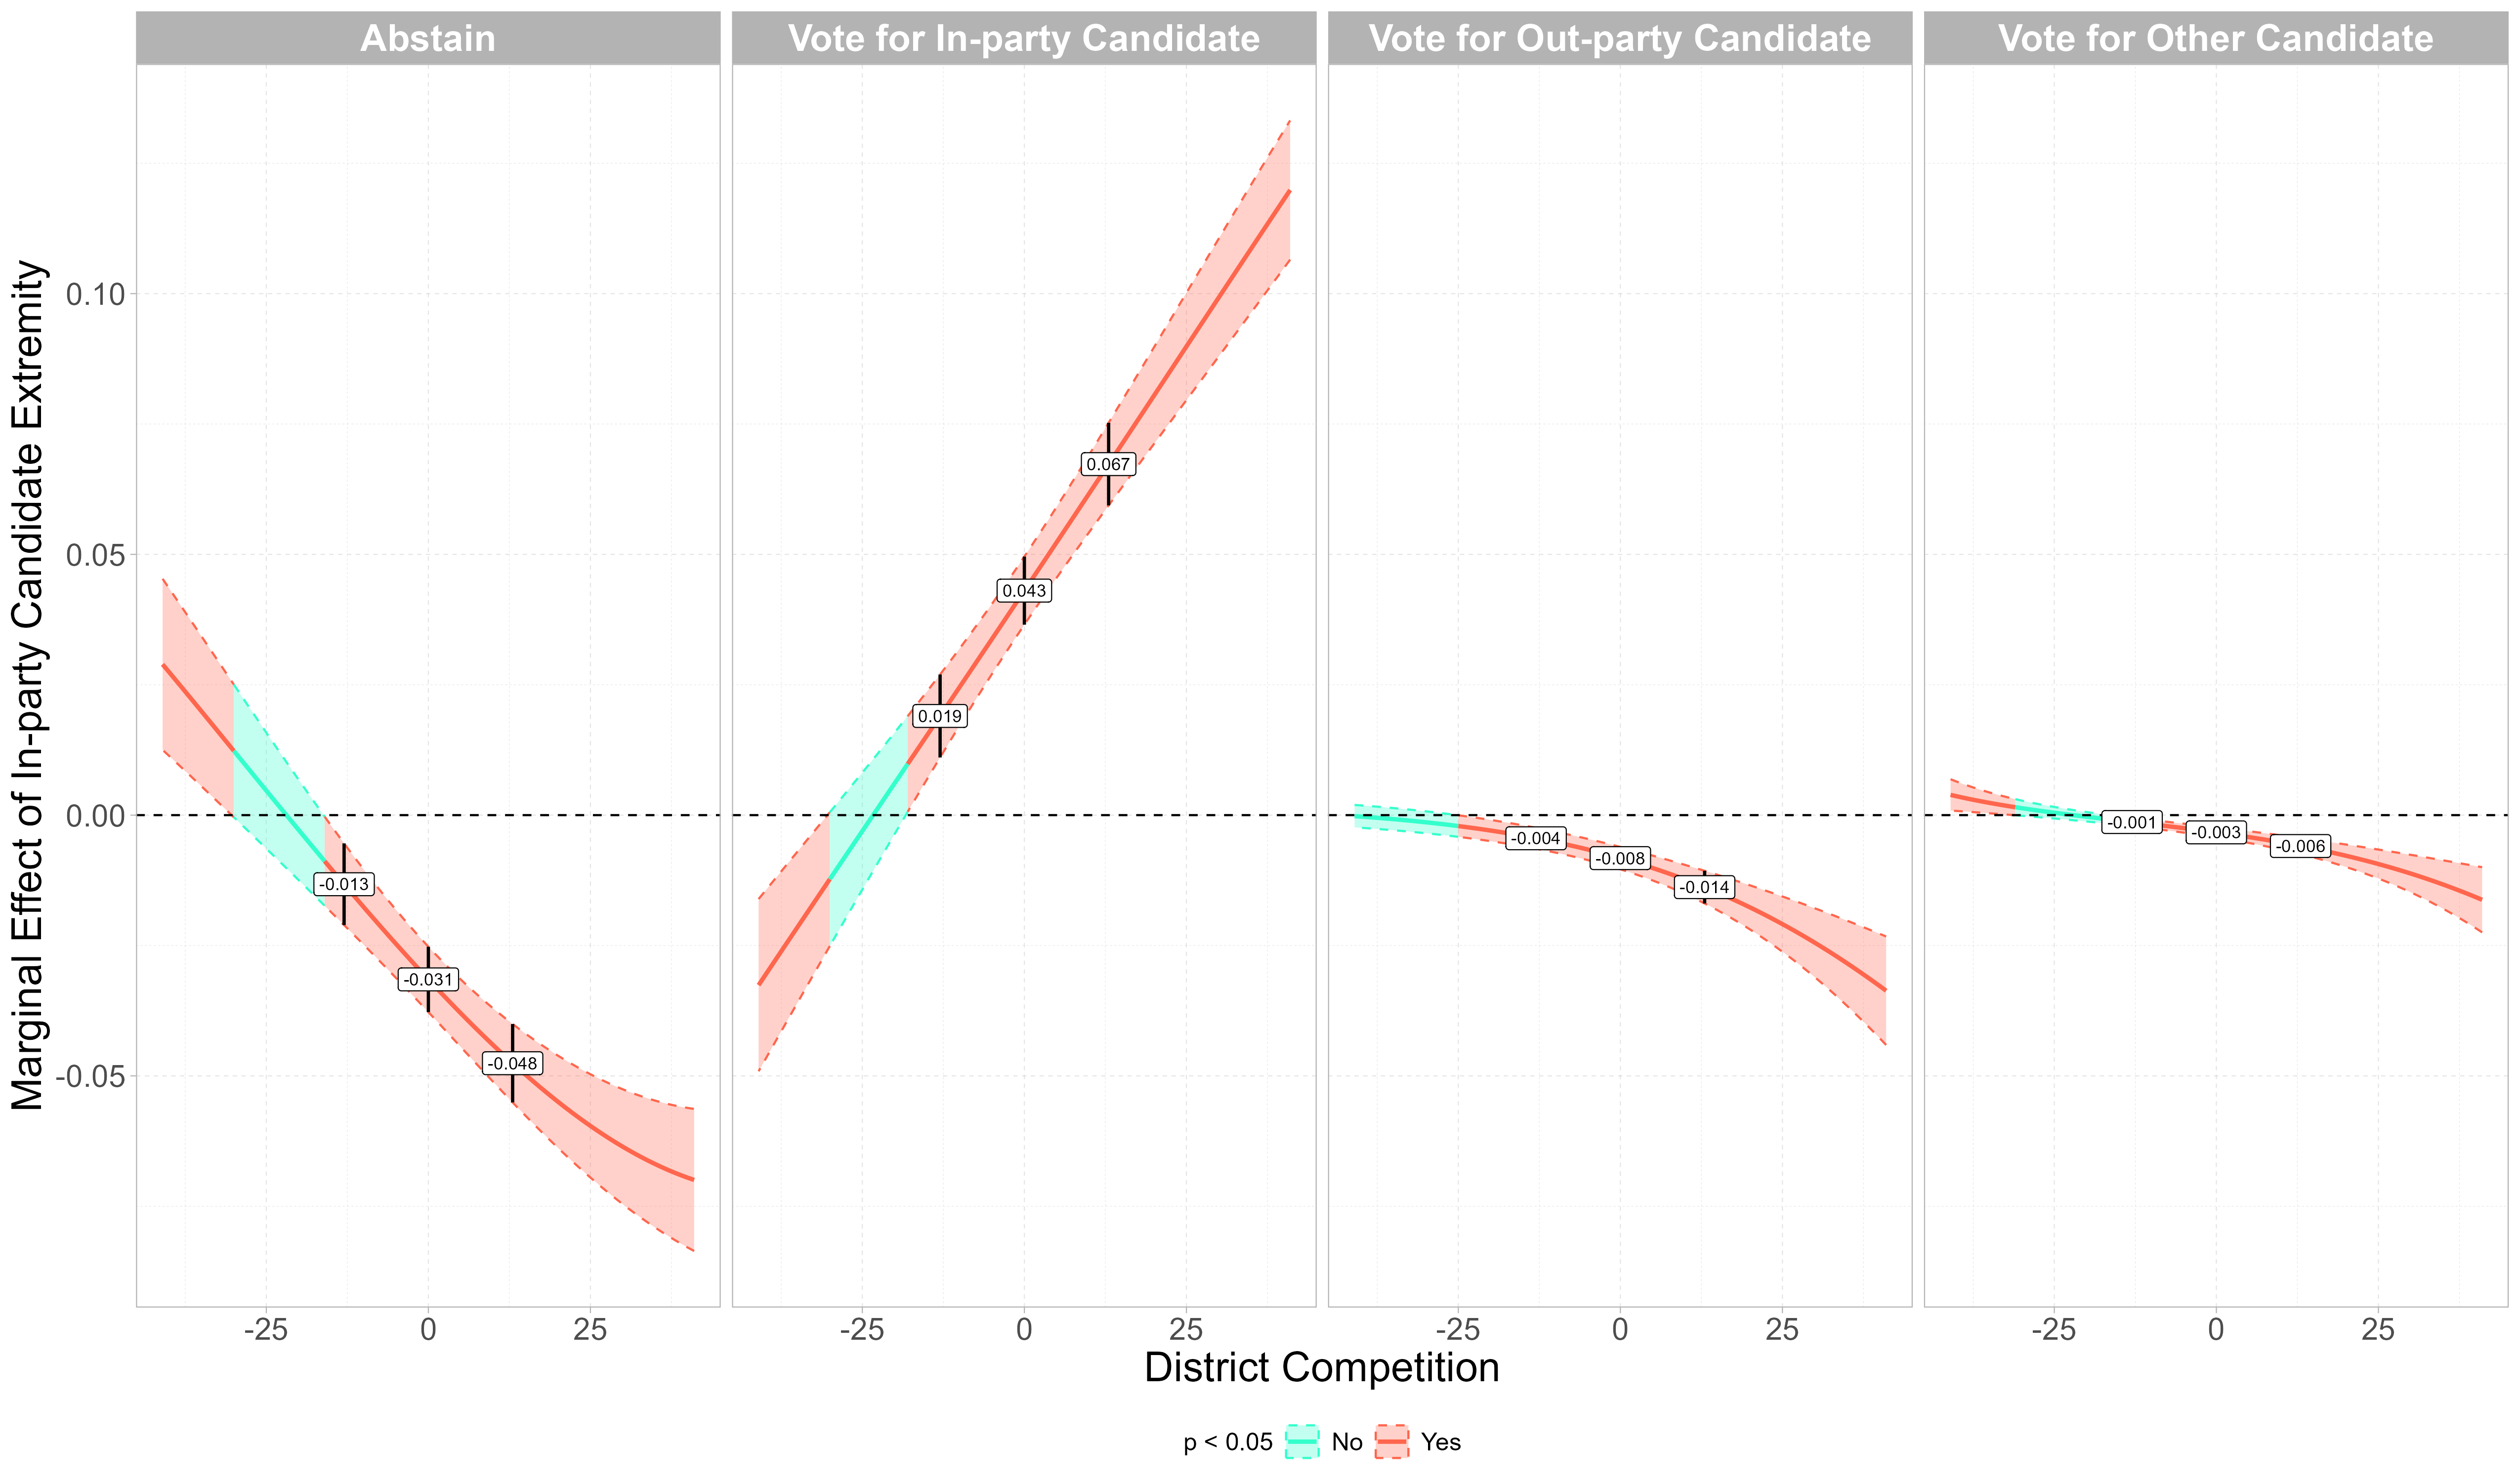 Abstain
Vote for In-party Candidate
Vote for Out-party Candidate
Vote for Other Candidate
Marginal Effect of In-party Candidate Extremity
0.10
0.05
0.00
-0.05
-0.013
-0.031
-0.048
0.019
0.043
0.067
-0.004
-0.008
-0.014
-0.001
-0.003
-0.006
-25 0 25
-25 0 25
-25 0 25
-25 0 25
District Competition
p < 0.05 No Yes